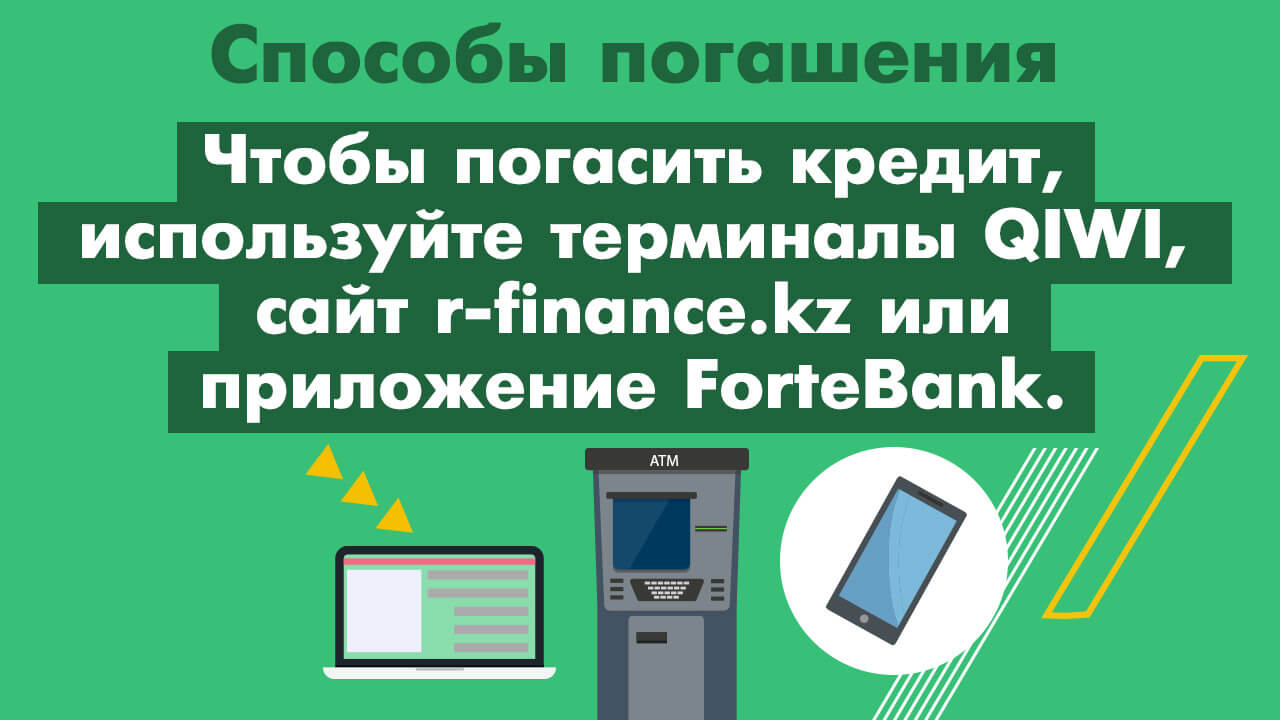 Способы погашения
Чтобы погасить кредит,
используйте терминалы QIWI,
сайт r-finance.kz или
приложение ForteBank.
ATM